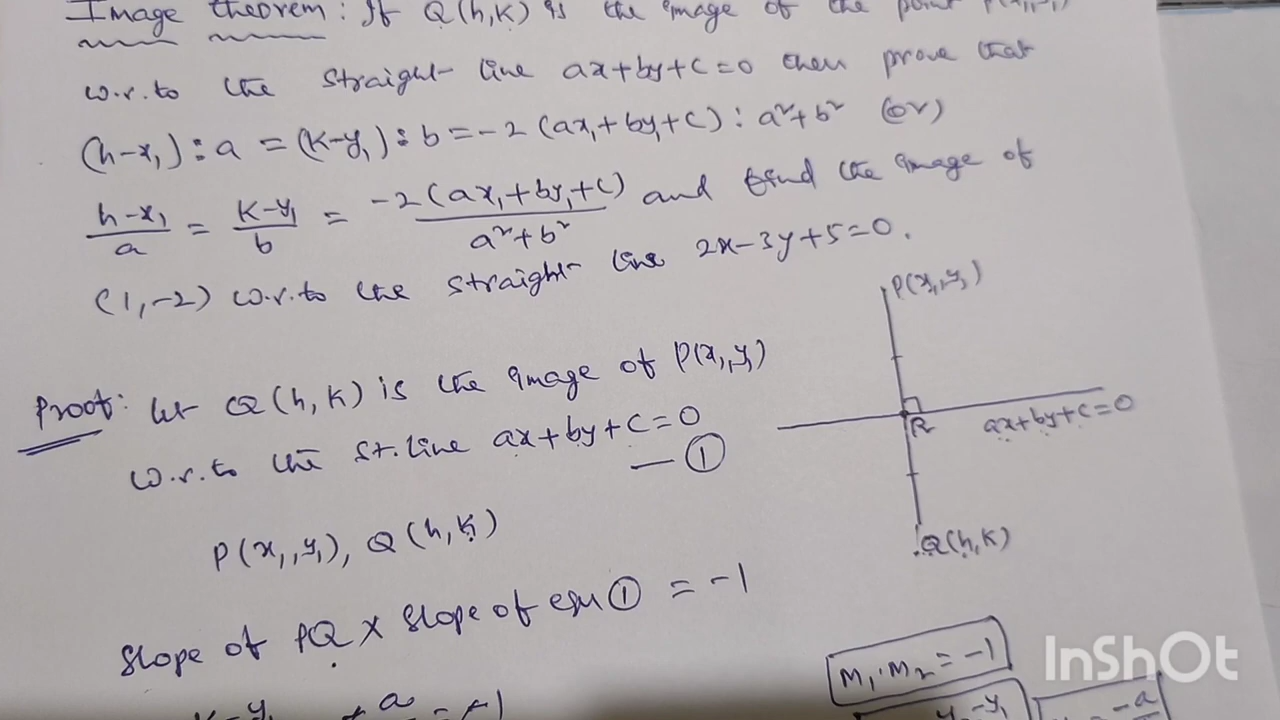 Image theorem: If Q(h,k) is the image of the point P(x₁,y₁)
w.r.to the straight line ax+by+c=0 then prove that
(h-x₁):a = (k-y₁):b = -2(ax₁+by₁+c):a²+b² (or)
h-x₁/a = k-y₁/b = -2(ax₁+by₁+c)/a²+b² and find the image of
(1,-2) w.r.to the straight line 2x-3y+5=0.
P(x₁,y₁)
Proof: let Q(h,k) is the image of P(x₁,y₁)
w.r.to the st.line ax+by+c=0
— ①
R
ax+by+c=0
P(x₁,y₁), Q(h,k)
Q(h,k)
Slope of PQ × Slope of equ① = -1
m₁.m₂ = -1
InShOt